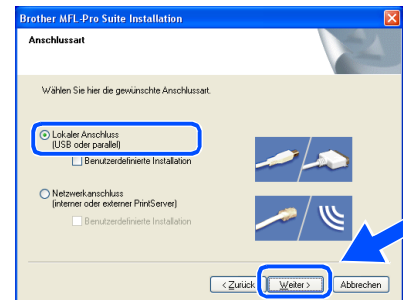 Brother MFL-Pro Suite Installation
Anschlussart
Wählen Sie hier die gewünschte Anschlussart.
Lokaler Anschluss
(USB oder parallel)
Benutzerdefinierte Installation
Netzwerkanschluss
(interner oder externer PrintServer)
Benutzerdefinierte Installation
< Zurück Weiter > Abbrechen